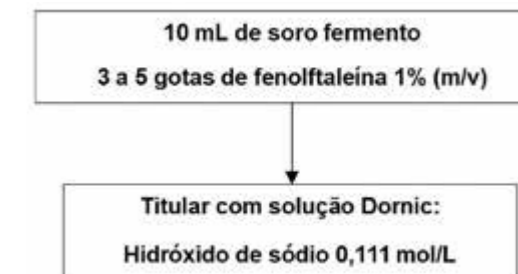 10 mL de soro fermento
3 a 5 gotas de fenolftaleína 1% (m/v)
Titular com solução Dornic:
Hidróxido de sódio 0,111 mol/L